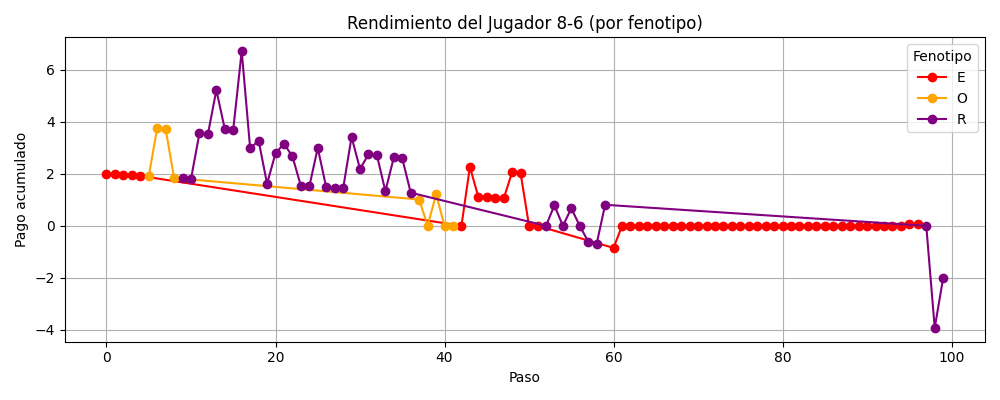 Rendimiento del Jugador 8-6 (por fenotipo)
Pago acumulado
6
4
2
0
−2
−4
Fenotipo
E
O
R
0 20 40 60 80 100
Paso